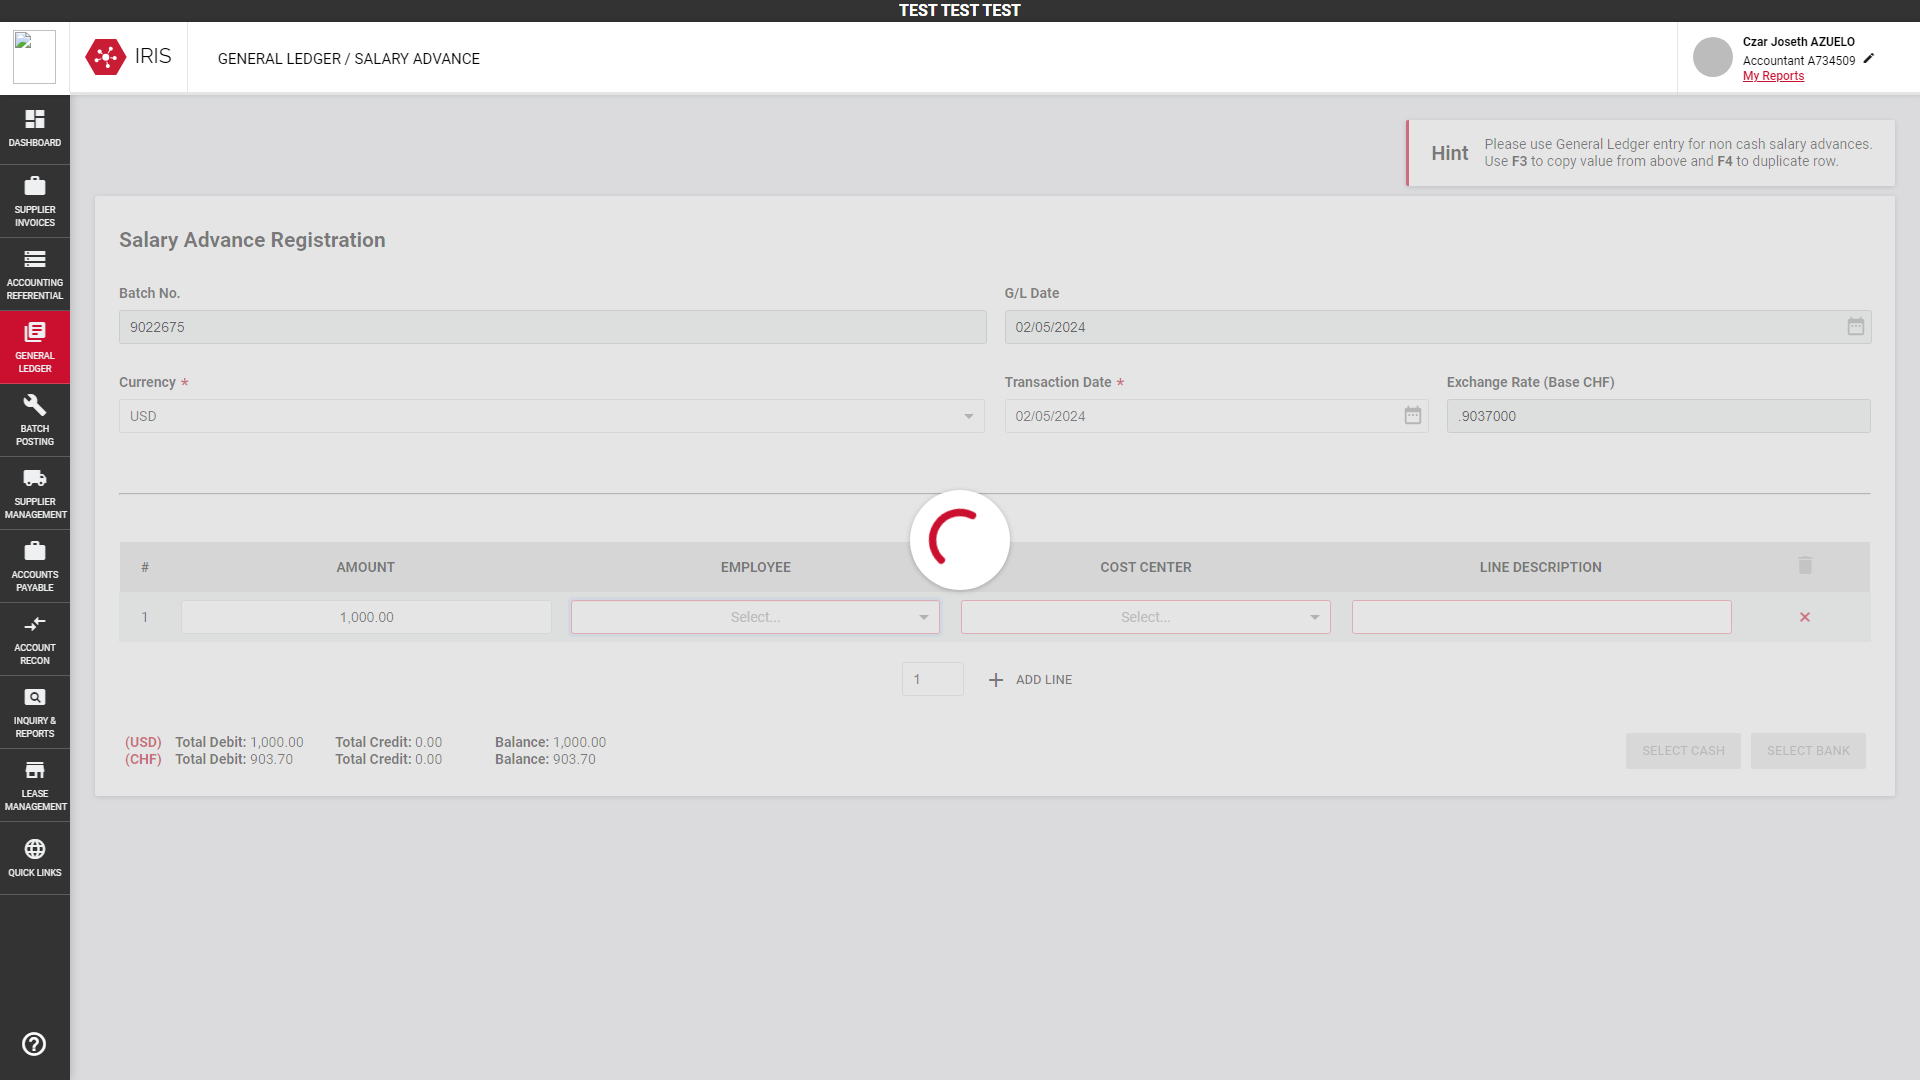 TEST TEST TEST
IRIS
GENERAL LEDGER / SALARY ADVANCE
Czar Joseth AZUELO
Accountant A734509
My Reports
DASHBOARD
SUPPLIER
INVOICES
ACCOUNTING
REFERENTIAL
GENERAL
LEDGER
BATCH
POSTING
SUPPLIER
MANAGEMENT
ACCOUNTS
PAYABLE
ACCOUNT
RECON
INQUIRY &
REPORTS
LEASE
MANAGEMENT
QUICK LINKS
Hint
Please use General Ledger entry for non cash salary advances.
Use F3 to copy value from above and F4 to duplicate row.
Salary Advance Registration
Batch No.
G/L Date
9022675
02/05/2024
Currency *
Transaction Date *
Exchange Rate (Base CHF)
USD
02/05/2024
.9037000
# AMOUNT EMPLOYEE COST CENTER LINE DESCRIPTION
1 1,000.00 Select... Select...
1 ADD LINE
(USD) Total Debit: 1,000.00 Total Credit: 0.00 Balance: 1,000.00
(CHF) Total Debit: 903.70 Total Credit: 0.00 Balance: 903.70
SELECT CASH
SELECT BANK